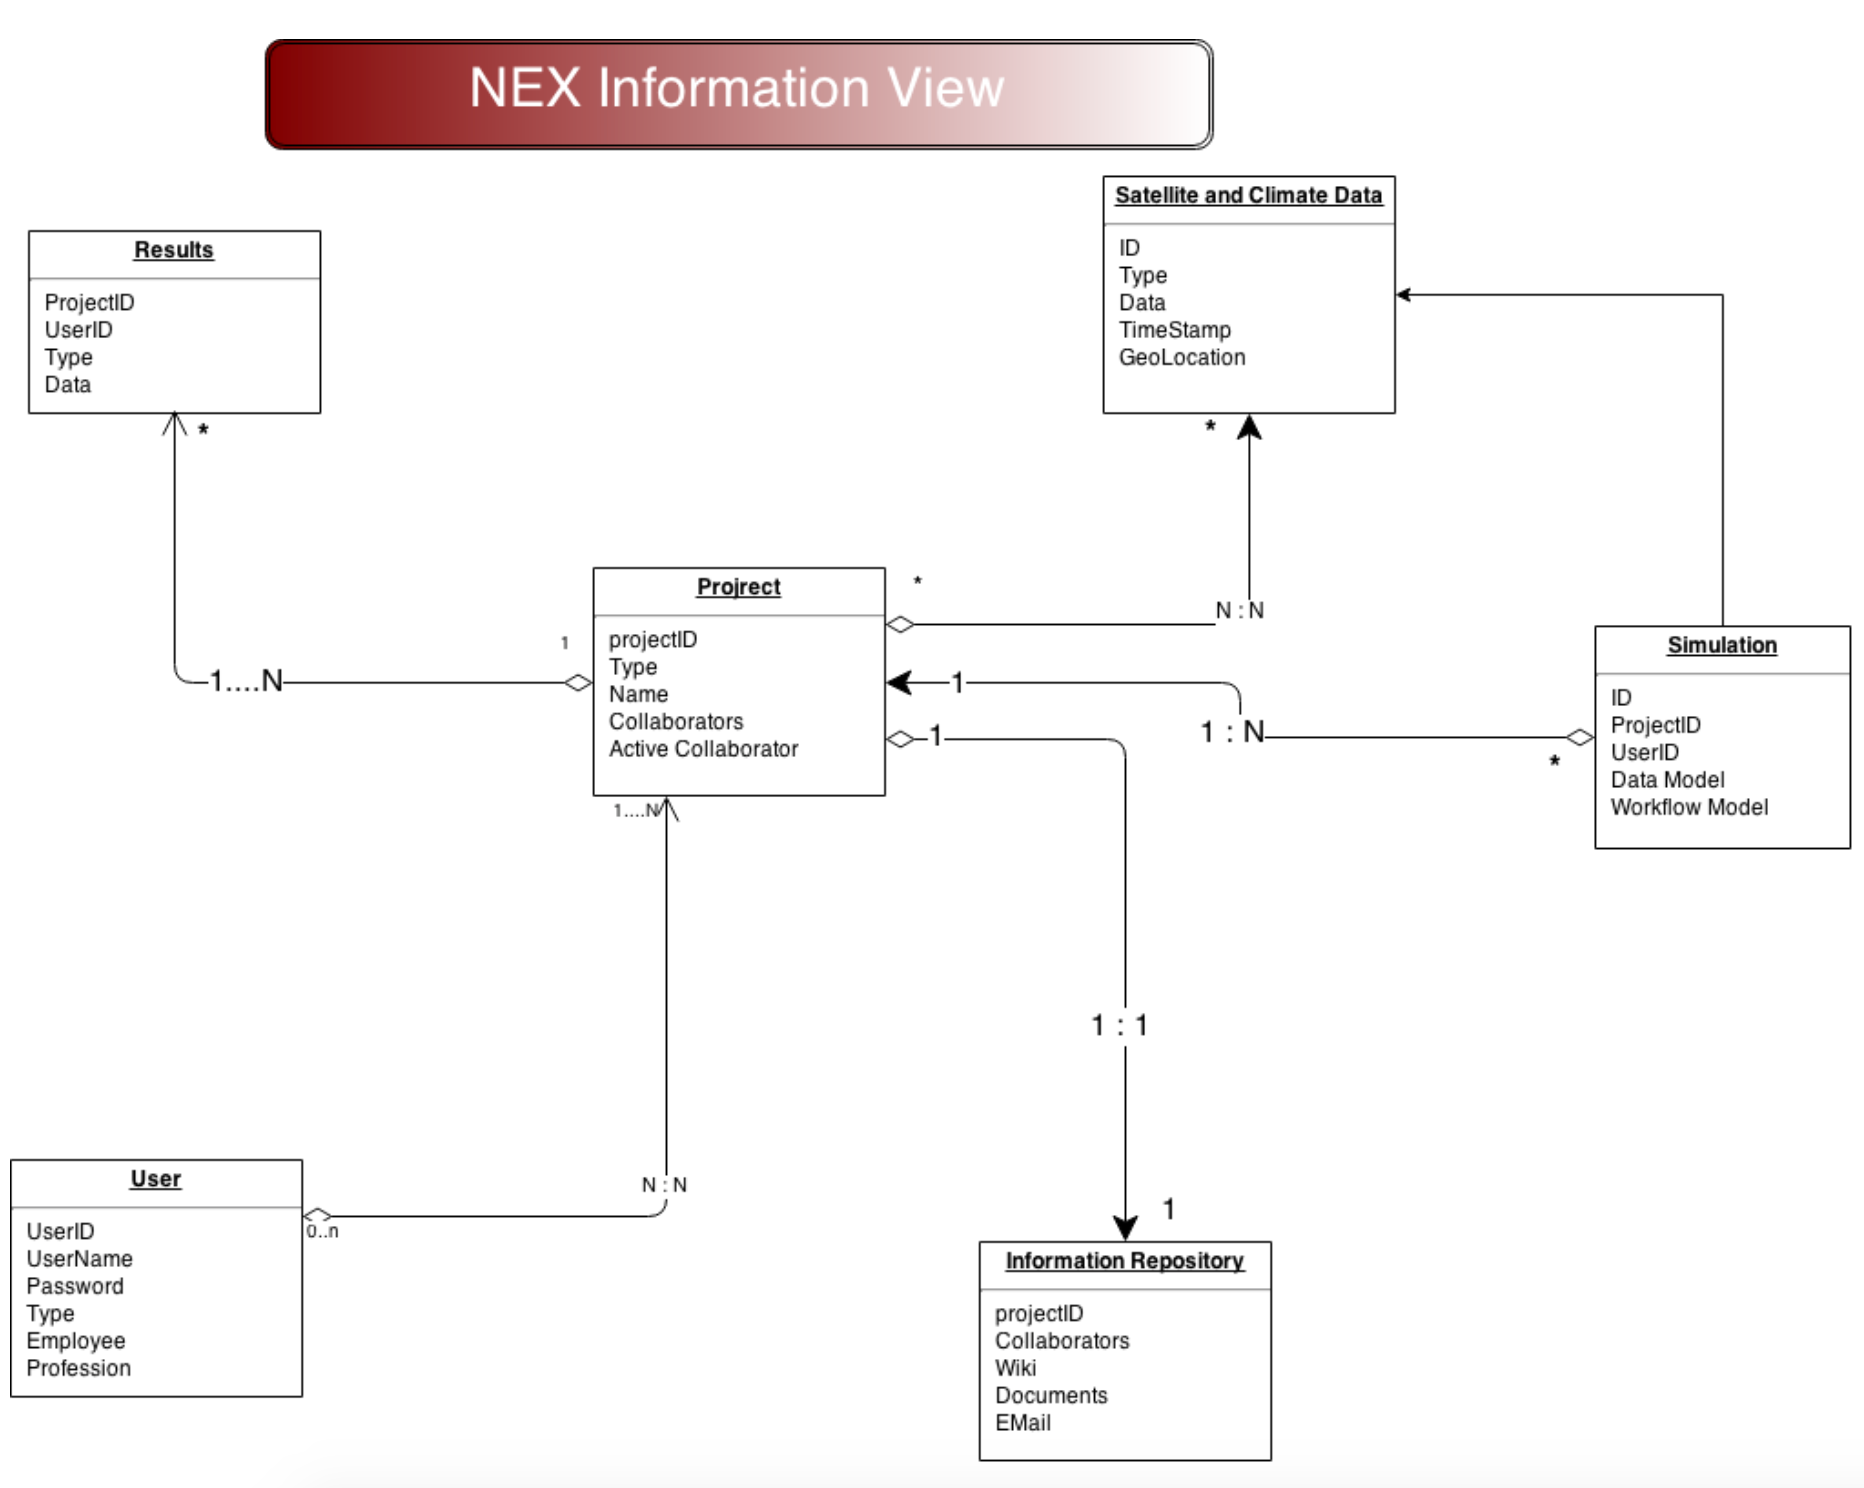 NEX Information View
Satellite and Climate Data
ID
Type
Data
TimeStamp
GeoLocation
*
Results
ProjectID
UserID
Type
Data
*
1....N
1
Projrect
projectID
Type
Name
Collaborators
Active Collaborator
1....N
*
N : N
1
1 : N
*
1
Simulation
ID
ProjectID
UserID
Data Model
Workflow Model
1 : 1
1
N : N
0..n
User
UserID
UserName
Password
Type
Employee
Profession
Information Repository
projectID
Collaborators
Wiki
Documents
EMail